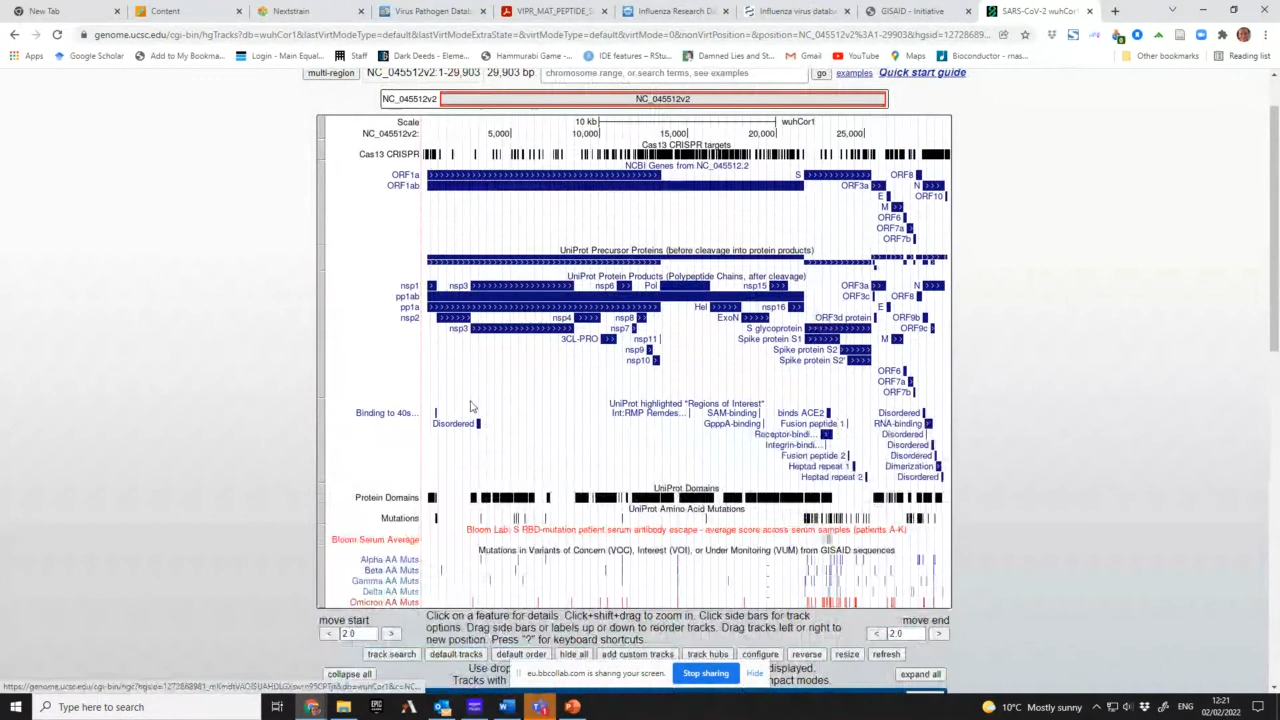 New Tab
Content
Nextstrain
Virus Pathogen Datab
VIPR_MAT_PEPTIDE_S
Influenza Research Da
Influenza virus databa
GISAID - Initiative
SARS-CoV-2 wuhCor1
genome.ucsc.edu/cgi-bin/hgTracks?db=wuhCor1&lastVirtModeType=default&lastVirtModeExtraState=&virtModeType=default&virtMode=0&nonVirtPosition=&position=NC_045512v2%3A1-29903&hgsid=12728689...
Apps
Google Scholar
Add to My Bookmar...
Login - Main Equal...
Staff
Dark Deeds - Eleme...
Hammurabi Game -...
IDE features – RStu...
Damned Lies and St...
Gmail
YouTube
Maps
Bioconductor - rnas...
Other bookmarks
Reading list
multi-region NC_045512v2:1-29,903 29,903 bp chromosome range, or search terms, see examples go examples Quick start guide
NC_045512v2 NC_045512v2
Scale 10 kb wuhCor1
NC_045512v2: 5,000 10,000 15,000 20,000 25,000
Cas13 CRISPR targets
Cas13 CRISPR
NCBI Genes from NC_045512.2
ORF1a S ORF8
ORF1ab ORF3a N
E ORF10
M
ORF6
ORF7a
ORF7b
UniProt Precursor Proteins (before cleavage into protein products)
UniProt Protein Products (Polypeptide Chains, after cleavage)
nsp1 nsp3 nsp6 Pol nsp15 ORF3a N
pp1ab ORF3c ORF8
pp1a Hel nsp16 E
nsp2 nsp4 nsp8 ExoN ORF3d protein ORF9b
nsp3 nsp7 S glycoprotein ORF9c
3CL-PRO nsp11 Spike protein S1 M
nsp9 Spike protein S2
nsp10 Spike protein S2'
ORF6
ORF7a
ORF7b
UniProt highlighted "Regions of Interest"
Binding to 40s... Int:RMP Remdes... SAM-binding binds ACE2 Disordered
Disordered GpppA-binding Fusion peptide 1 RNA-binding
Receptor-bindi... Disordered
Integrin-bindi... Disordered
Fusion peptide 2 Disordered
Heptad repeat 1 Dimarization
Heptad repeat 2 Disordered
UniProt Domains
Protein Domains
UniProt Amino Acid Mutations
Mutations
Bloom Lab: S RBD-mutation patient serum antibody escape - average score across serum samples (patients A-K)
Bloom Serum Average
Mutations in Variants of Concern (VOC), Interest (VOI), or Under Monitoring (VUM) from GISAID sequences
Alpha AA Muts
Beta AA Muts
Gamma AA Muts
Delta AA Muts
Omicron AA Muts
move start Click on a feature for details. Click+shift+drag to zoom in. Click side bars for track move end
< 2.0 > options. Drag side bars or labels up or down to reorder tracks. Drag tracks left or right to < 2.0 >
new position. Press "?" for keyboard shortcuts.
track search default tracks default order hide all add custom tracks track hubs configure reverse resize refresh
collapse all Use drop displayed. expand all
Tracks with mpact modes.
eu.bbcollab.com is sharing your screen. Stop sharing Hide
Type here to search
10°C Mostly sunny
ENG
12:21
02/02/2022